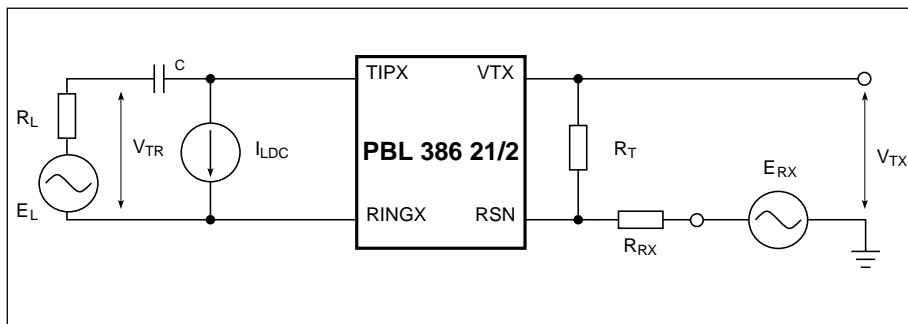 C
TIPX VTX
R_L
V_TR
I_LDC
PBL 386 21/2
R_T
V_TX
E_RX
E_L
RINGX RSN
R_RX